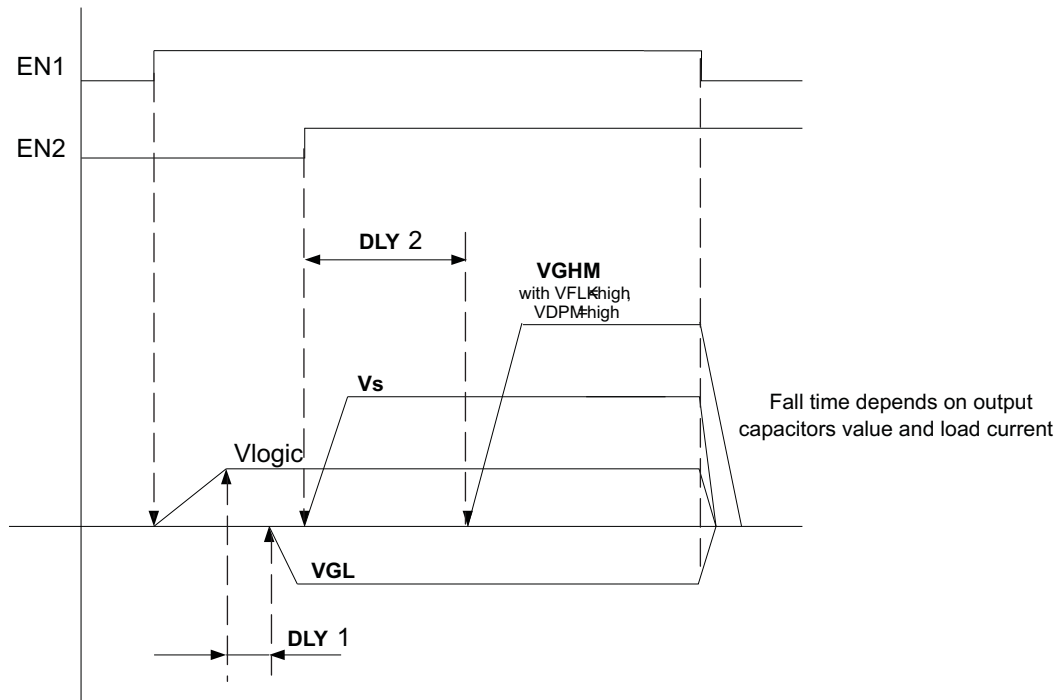 EN1
EN2
DLY 2
VGHM
with VFLK=high,
VDPM=high
Vs
Fall time depends on output
capacitors value and load current
Vlogic
VGL
DLY 1